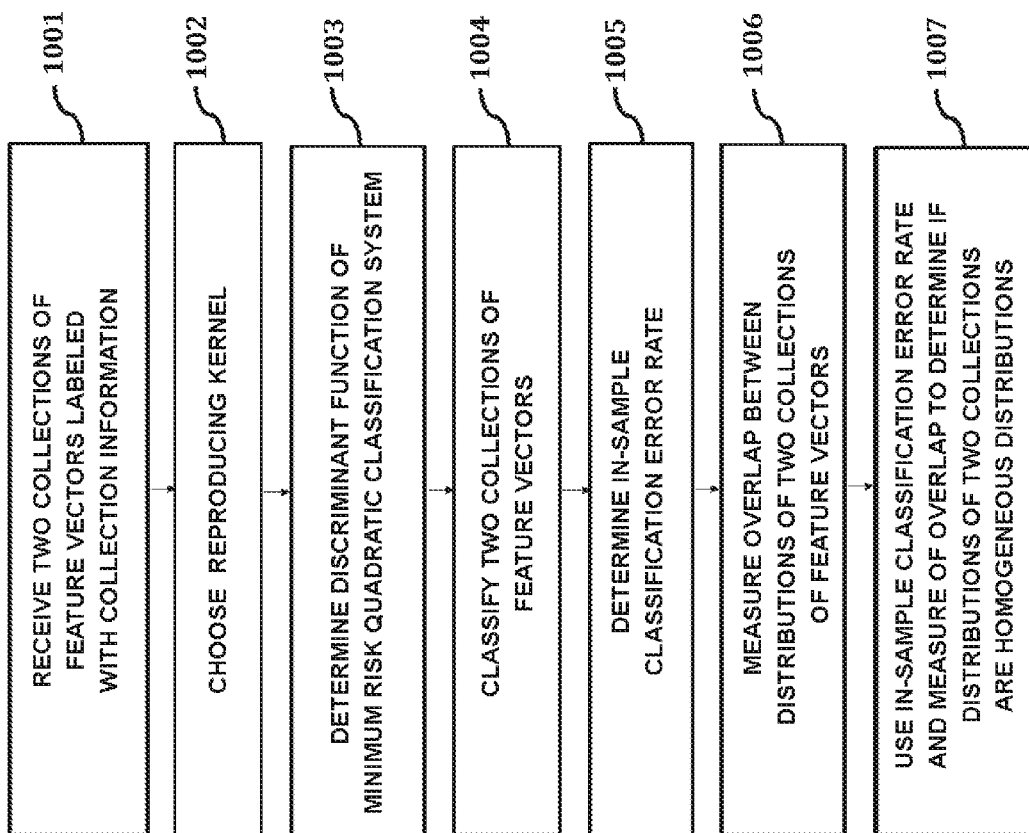 RECEIVE TWO COLLECTIONS OF
FEATURE VECTORS LABELED
WITH COLLECTION INFORMATION
1001
CHOOSE REPRODUCING KERNEL
1002
DETERMINE DISCRIMINANT FUNCTION OF
MINIMUM RISK QUADRATIC CLASSIFICATION SYSTEM
1003
CLASSIFY TWO COLLECTIONS OF
FEATURE VECTORS
1004
DETERMINE IN-SAMPLE
CLASSIFICATION ERROR RATE
1005
MEASURE OVERLAP BETWEEN
DISTRIBUTIONS OF TWO COLLECTIONS
OF FEATURE VECTORS
1006
USE IN-SAMPLE CLASSIFICATION ERROR RATE
AND MEASURE OF OVERLAP TO DETERMINE IF
DISTRIBUTIONS OF TWO COLLECTIONS
ARE HOMOGENEOUS DISTRIBUTIONS
1007